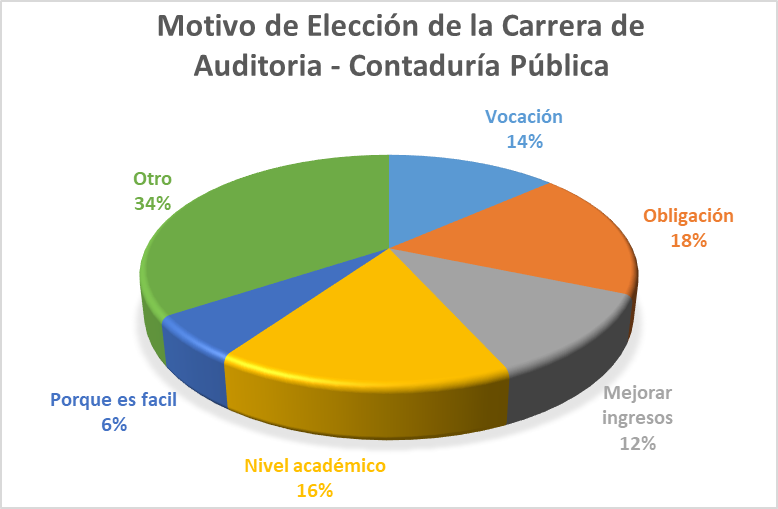 Motivo de Elección de la Carrera de
Auditoria - Contaduría Pública
Vocación
14%
Otro
34%
Obligación
18%
Mejorar
ingresos
12%
Porque es facil
6%
Nivel académico
16%